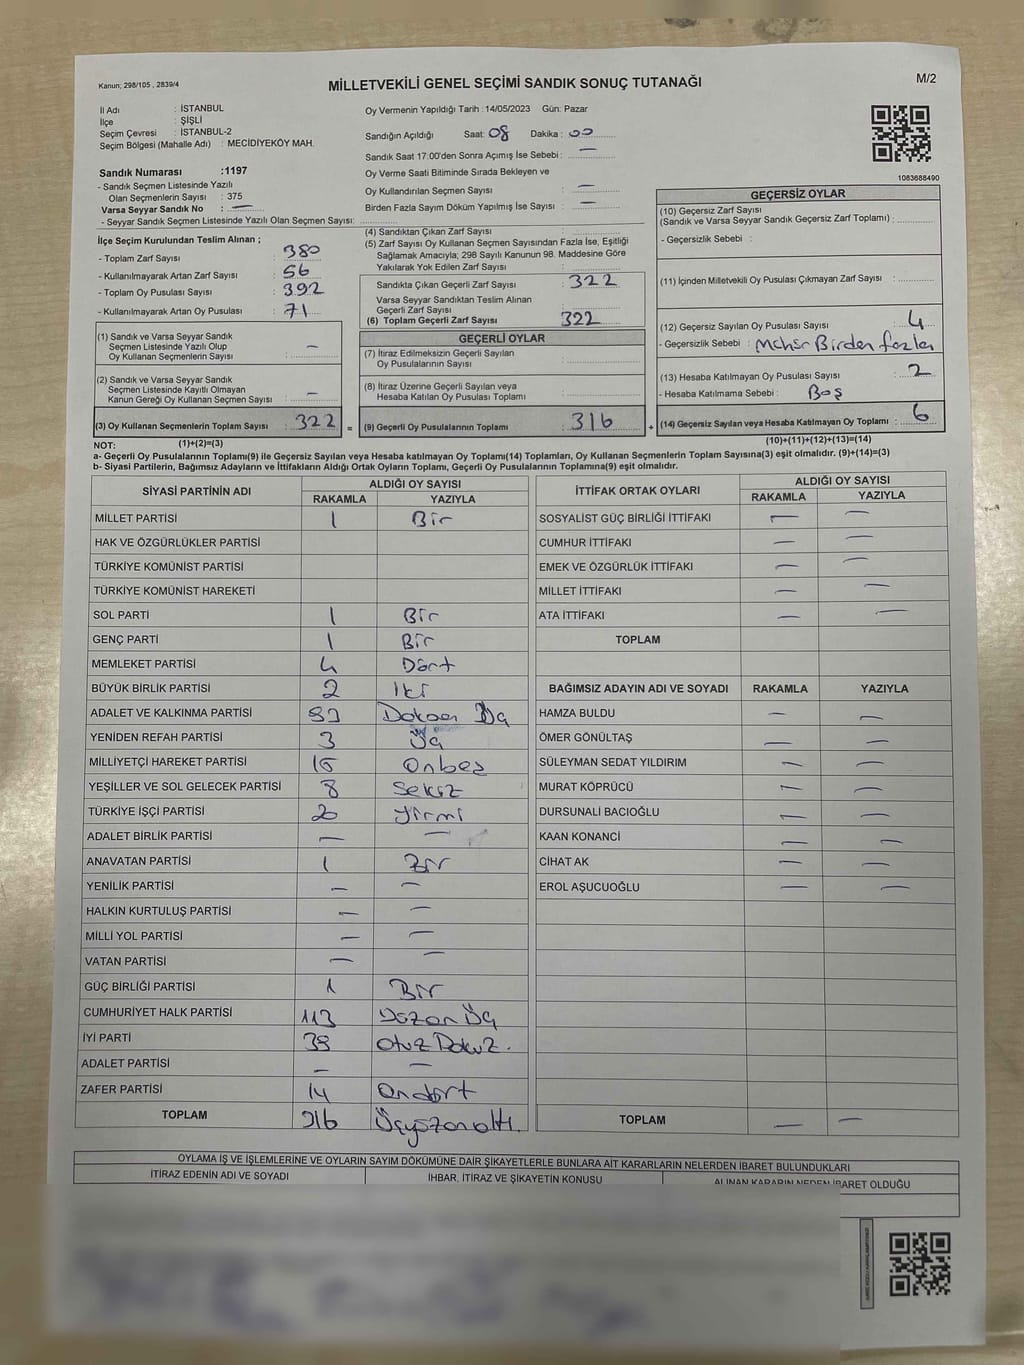 Kanun; 298/105 , 2839/4
MİLLETVEKİLİ GENEL SEÇİMİ SANDIK SONUÇ TUTANAĞI
M/2
İl Adı : İSTANBUL
İlçe : ŞİŞLİ
Seçim Çevresi : İSTANBUL-2
Seçim Bölgesi (Mahalle Adı) : MECİDİYEKÖY MAH.
Oy Vermenin Yapıldığı Tarih : 14/05/2023 Gün: Pazar
Sandığın Açıldığı Saat: 08 Dakika : 00
Sandık Saat 17:00'den Sonra Açımış İse Sebebi : —
Oy Verme Saati Bitiminde Sırada Bekleyen ve
Oy Kullandırılan Seçmen Sayısı : —
Birden Fazla Sayım Döküm Yapılmış İse Sayısı : —
1083688490
Sandık Numarası :1197
- Sandık Seçmen Listesinde Yazılı
Olan Seçmenlerin Sayısı : 375
Varsa Seyyar Sandık No : —
- Seyyar Sandık Seçmen Listesinde Yazılı Olan Seçmen Sayısı:
İlçe Seçim Kurulundan Teslim Alınan ;
- Toplam Zarf Sayısı : 380
- Kullanılmayarak Artan Zarf Sayısı : 56
- Toplam Oy Pusulası Sayısı : 392
- Kullanılmayarak Artan Oy Pusulası : 71
(1) Sandık ve Varsa Seyyar Sandık
Seçmen Listesinde Yazılı Olup
Oy Kullanan Seçmenlerin Sayısı : —
(2) Sandık ve Varsa Seyyar Sandık
Seçmen Listesinde Kayıtlı Olmayan
Kanun Gereği Oy Kullanan Seçmen Sayısı : —
(3) Oy Kullanan Seçmenlerin Toplam Sayısı : 322
(4) Sandıktan Çıkan Zarf Sayısı :
(5) Zarf Sayısı Oy Kullanan Seçmen Sayısından Fazla İse, Eşitliği
Sağlamak Amacıyla; 298 Sayılı Kanunun 98. Maddesine Göre
Yakılarak Yok Edilen Zarf Sayısı :
Sandıkta Çıkan Geçerli Zarf Sayısı : 322
Varsa Seyyar Sandıktan Teslim Alınan
Geçerli Zarf Sayısı :
(6) Toplam Geçerli Zarf Sayısı 322
GEÇERLİ OYLAR
(7) İtiraz Edilmeksizin Geçerli Sayılan
Oy Pusulalarının Sayısı :
(8) İtiraz Üzerine Geçerli Sayılan veya
Hesaba Katılan Oy Pusulası Toplamı :
= (9) Geçerli Oy Pusulalarının Toplamı : 316 +
GEÇERSİZ OYLAR
(10) Geçersiz Zarf Sayısı
(Sandık ve Varsa Seyyar Sandık Geçersiz Zarf Toplamı) :
- Geçersizlik Sebebi :
(11) İçinden Milletvekili Oy Pusulası Çıkmayan Zarf Sayısı :
(12) Geçersiz Sayılan Oy Pusulası Sayısı : 4
- Geçersizlik Sebebi : Birden fazla
(13) Hesaba Katılmayan Oy Pusulası Sayısı : 2
- Hesaba Katılmama Sebebi : Boş
(14) Geçersiz Sayılan veya Hesaba Katılmayan Oy Toplamı : 6
NOT: (1)+(2)=(3) (10)+(11)+(12)+(13)=(14)
a- Geçerli Oy Pusulalarının Toplamı(9) ile Geçersiz Sayılan veya Hesaba katılmayan Oy Toplamı(14) Toplamları, Oy Kullanan Seçmenlerin Toplam Sayısına(3) eşit olmalıdır. (9)+(14)=(3)
b- Siyasi Partilerin, Bağımsız Adayların ve İttifakların Aldığı Ortak Oyların Toplamı, Geçerli Oy Pusulalarının Toplamına(9) eşit olmalıdır.
SİYASİ PARTİNİN ADI ALDIĞI OY SAYISI
RAKAMLA YAZIYLA
MİLLET PARTİSİ 1 Bir
HAK VE ÖZGÜRLÜKLER PARTİSİ
TÜRKİYE KOMÜNİST PARTİSİ
TÜRKİYE KOMÜNİST HAREKETİ
SOL PARTİ 1 Bir
GENÇ PARTİ 1 Bir
MEMLEKET PARTİSİ 4 Dört
BÜYÜK BİRLİK PARTİSİ 2 İki
ADALET VE KALKINMA PARTİSİ 93 Doksan Üç
YENİDEN REFAH PARTİSİ 3 Üç
MİLLİYETÇİ HAREKET PARTİSİ 15 Onbeş
YEŞİLLER VE SOL GELECEK PARTİSİ 8 Sekiz
TÜRKİYE İŞÇİ PARTİSİ 20 Yirmi
ADALET BİRLİK PARTİSİ — —
ANAVATAN PARTİSİ 1 Bir
YENİLİK PARTİSİ — —
HALKIN KURTULUŞ PARTİSİ — —
MİLLİ YOL PARTİSİ — —
VATAN PARTİSİ — —
GÜÇ BİRLİĞİ PARTİSİ 1 Bir
CUMHURİYET HALK PARTİSİ 113 Yüzon Üç
İYİ PARTİ 39 Otuz Dokuz.
ADALET PARTİSİ — —
ZAFER PARTİSİ 14 Ondört
TOPLAM 316 Üçyüzonaltı.
İTTİFAK ORTAK OYLARI ALDIĞI OY SAYISI
RAKAMLA YAZIYLA
SOSYALİST GÜÇ BİRLİĞİ İTTİFAKI — —
CUMHUR İTTİFAKI — —
EMEK VE ÖZGÜRLÜK İTTİFAKI — —
MİLLET İTTİFAKI — —
ATA İTTİFAKI — —
TOPLAM
BAĞIMSIZ ADAYIN ADI VE SOYADI RAKAMLA YAZIYLA
HAMZA BULDU — —
ÖMER GÖNÜLTAŞ — —
SÜLEYMAN SEDAT YILDIRIM — —
MURAT KÖPRÜCÜ — —
DURSUNALİ BACIOĞLU — —
KAAN KONANCİ — —
CİHAT AK — —
EROL AŞUCUOĞLU — —
TOPLAM — —
OYLAMA İŞ VE İŞLEMLERİNE VE OYLARIN SAYIM DÖKÜMÜNE DAİR ŞİKAYETLERLE BUNLARA AİT KARARLARIN NELERDEN İBARET BULUNDUKLARI
İTİRAZ EDENİN ADI VE SOYADI İHBAR, İTİRAZ VE ŞİKAYETİN KONUSU ALINAN KARARIN NEDEN İBARET OLDUĞU